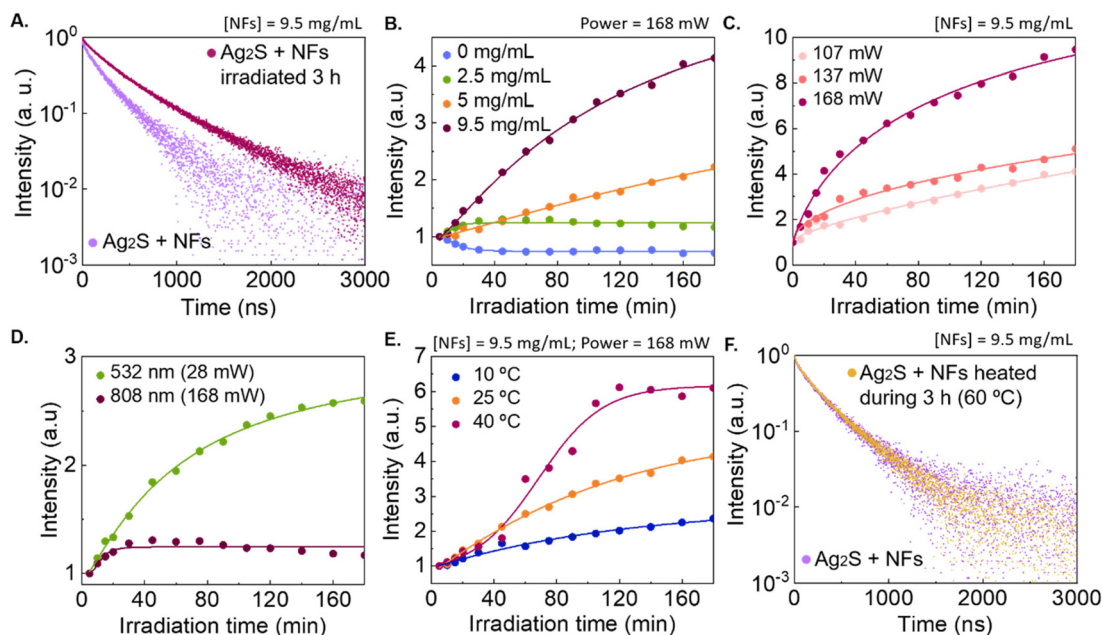 A.
[NFs] = 9.5 mg/mL
Ag2S + NFs
irradiated 3 h
Ag2S + NFs
Intensity (a. u.)
10^0
10^-1
10^-2
10^-3
0 1000 2000 3000
Time (ns)
B.
Power = 168 mW
0 mg/mL
2.5 mg/mL
5 mg/mL
9.5 mg/mL
Intensity (a.u)
4
3
2
1
0 40 80 120 160
Irradiation time (min)
C.
[NFs] = 9.5 mg/mL
107 mW
137 mW
168 mW
Intensity (a.u)
10
8
6
4
2
0
0 40 80 120 160
Irradiation time (min)
D.
532 nm (28 mW)
808 nm (168 mW)
Intensity (a.u)
3
2
1
0 40 80 120 160
Irradiation time (min)
E.
[NFs] = 9.5 mg/mL; Power = 168 mW
10 ºC
25 ºC
40 ºC
Intensity (a.u.)
7
6
5
4
3
2
1
0 40 80 120 160
Irradiation time (min)
F.
[NFs] = 9.5 mg/mL
Ag2S + NFs heated
during 3 h (60 ºC)
Ag2S + NFs
Intensity (a.u.)
10^0
10^-1
10^-2
10^-3
0 1000 2000 3000
Time (ns)